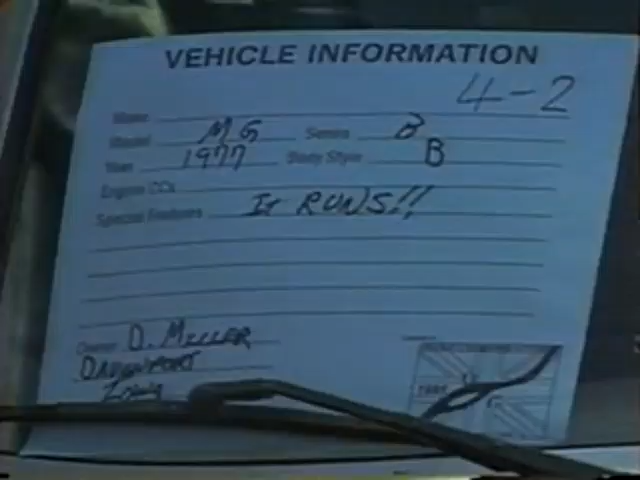 VEHICLE INFORMATION
4-2
Make
Model MG Series B
Year 1977 Body Style B
Engine CCs
Special Features It RUNS!!
Owner D. MILLER
DAVENPORT
IOWA